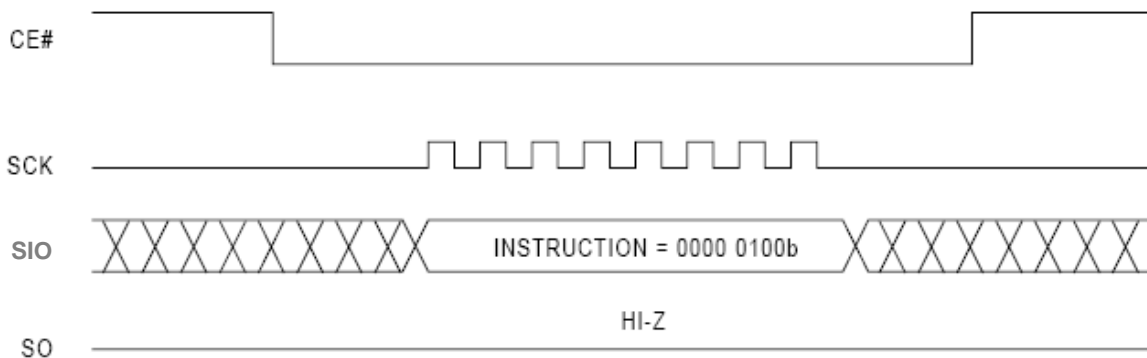 CE#
SCK
SIO
INSTRUCTION = 0000 0100b
HI-Z
SO